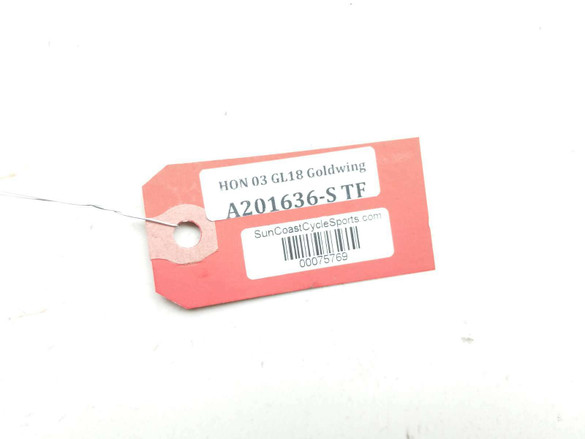 HON 03 GL18 Goldwing
A201636-S TF
SunCoastCycleSports.com
00075769